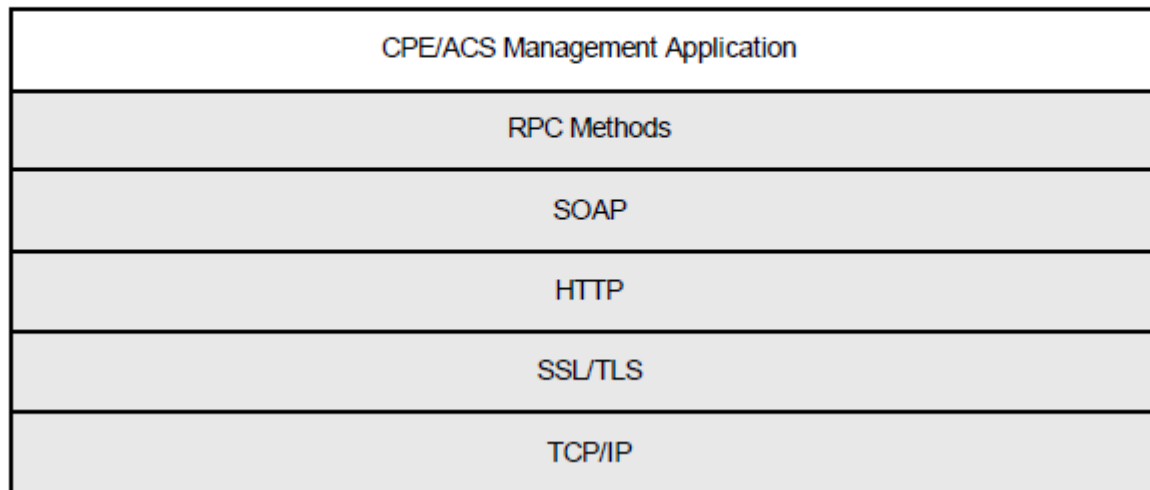 CPE/ACS Management Application
RPC Methods
SOAP
HTTP
SSL/TLS
TCP/IP